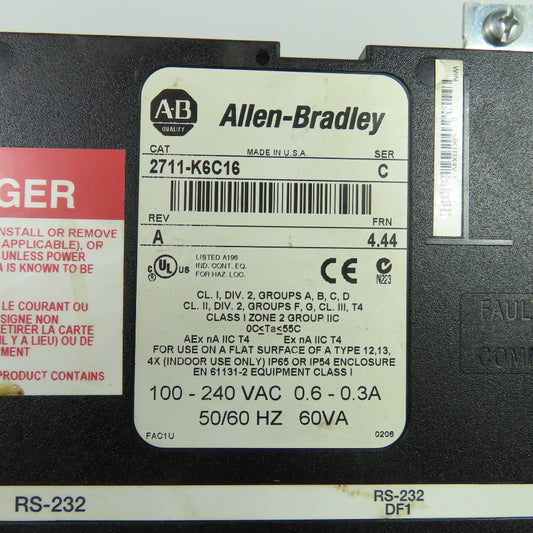 A-B
QUALITY
Allen-Bradley
MADE IN U.S.A.
CAT
SER
2711-K6C16
C
REV
FRN
A
4.44
UL US
LISTED A196
IND. CONT. EQ.
FOR HAZ. LOC.
CE
N223
CL. I, DIV. 2, GROUPS A, B, C, D
CL. II, DIV. 2, GROUPS F, G, CL. III, T4
CLASS I ZONE 2 GROUP IIC
0C≤Ta≤55C
AEx nA IIC T4 Ex nA IIC T4
FOR USE ON A FLAT SURFACE OF A TYPE 12,13,
4X (INDOOR USE ONLY) IP65 OR IP54 ENCLOSURE
EN 61131-2 EQUIPMENT CLASS I
100 - 240 VAC 0.6 - 0.3A
50/60 HZ 60VA
FAC1U
0206
GER
INSTALL OR REMOVE
APPLICABLE), OR
UNLESS POWER
A IS KNOWN TO BE
LE COURANT OU
SIGNE NON
RETIRER LA CARTE
ONLY A LIEU) OU DE
MENT
PRODUCT CONTAINS
WIN
PAUL
COMM
RS-232
RS-232
DF1